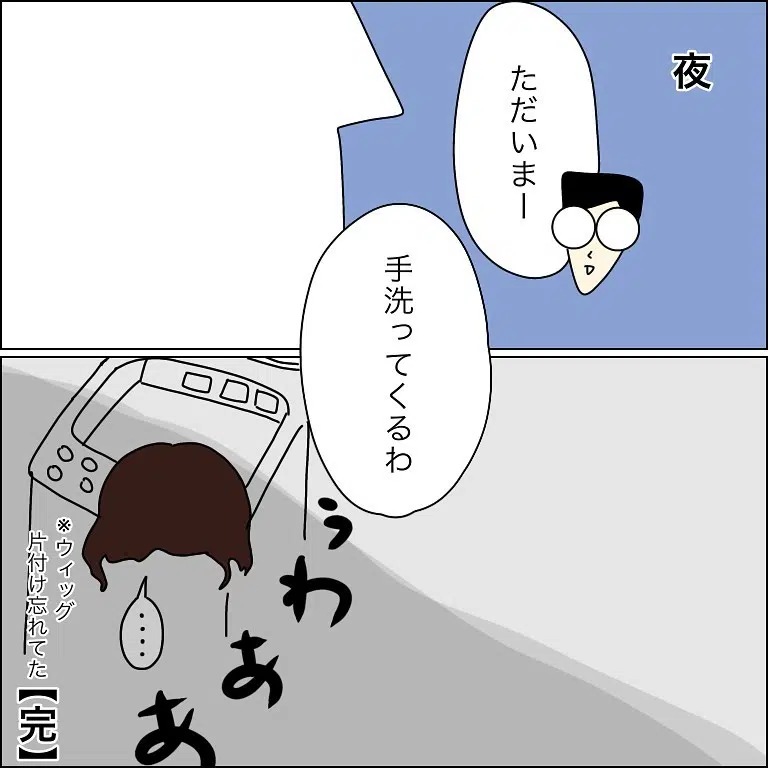 夜
ただいまー
手洗ってくるわ
うわああ
‥‥
※ウィッグ
片付け忘れてた
【完】